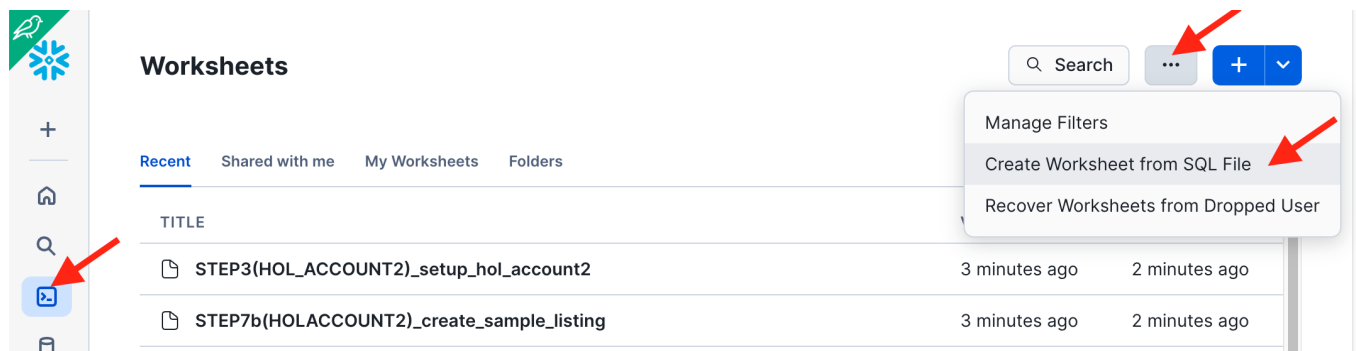 Worksheets
Search
Manage Filters
Create Worksheet from SQL File
Recover Worksheets from Dropped User
Recent Shared with me My Worksheets Folders
TITLE
STEP3(HOL_ACCOUNT2)_setup_hol_account2 3 minutes ago 2 minutes ago
STEP7b(HOLACCOUNT2)_create_sample_listing 3 minutes ago 2 minutes ago